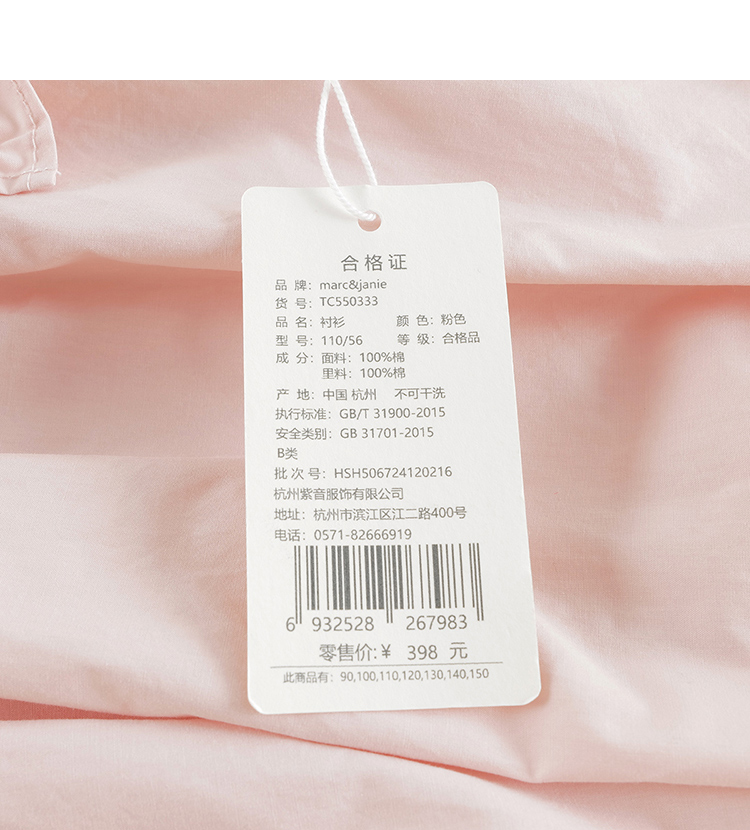 合格证
品 牌：marc&janie
货 号：TC550333
品 名：衬衫 颜 色：粉色
型 号：110/56 等 级：合格品
成 分：面料：100%棉
里料：100%棉
产 地：中国 杭州 不可干洗
执行标准：GB/T 31900-2015
安全类别：GB 31701-2015
B类
批 次 号：HSH506724120216
杭州紫音服饰有限公司
地址：杭州市滨江区江二路400号
电话：0571-82666919
6 932528 267983
零售价:¥ 398 元
此商品有：90,100,110,120,130,140,150